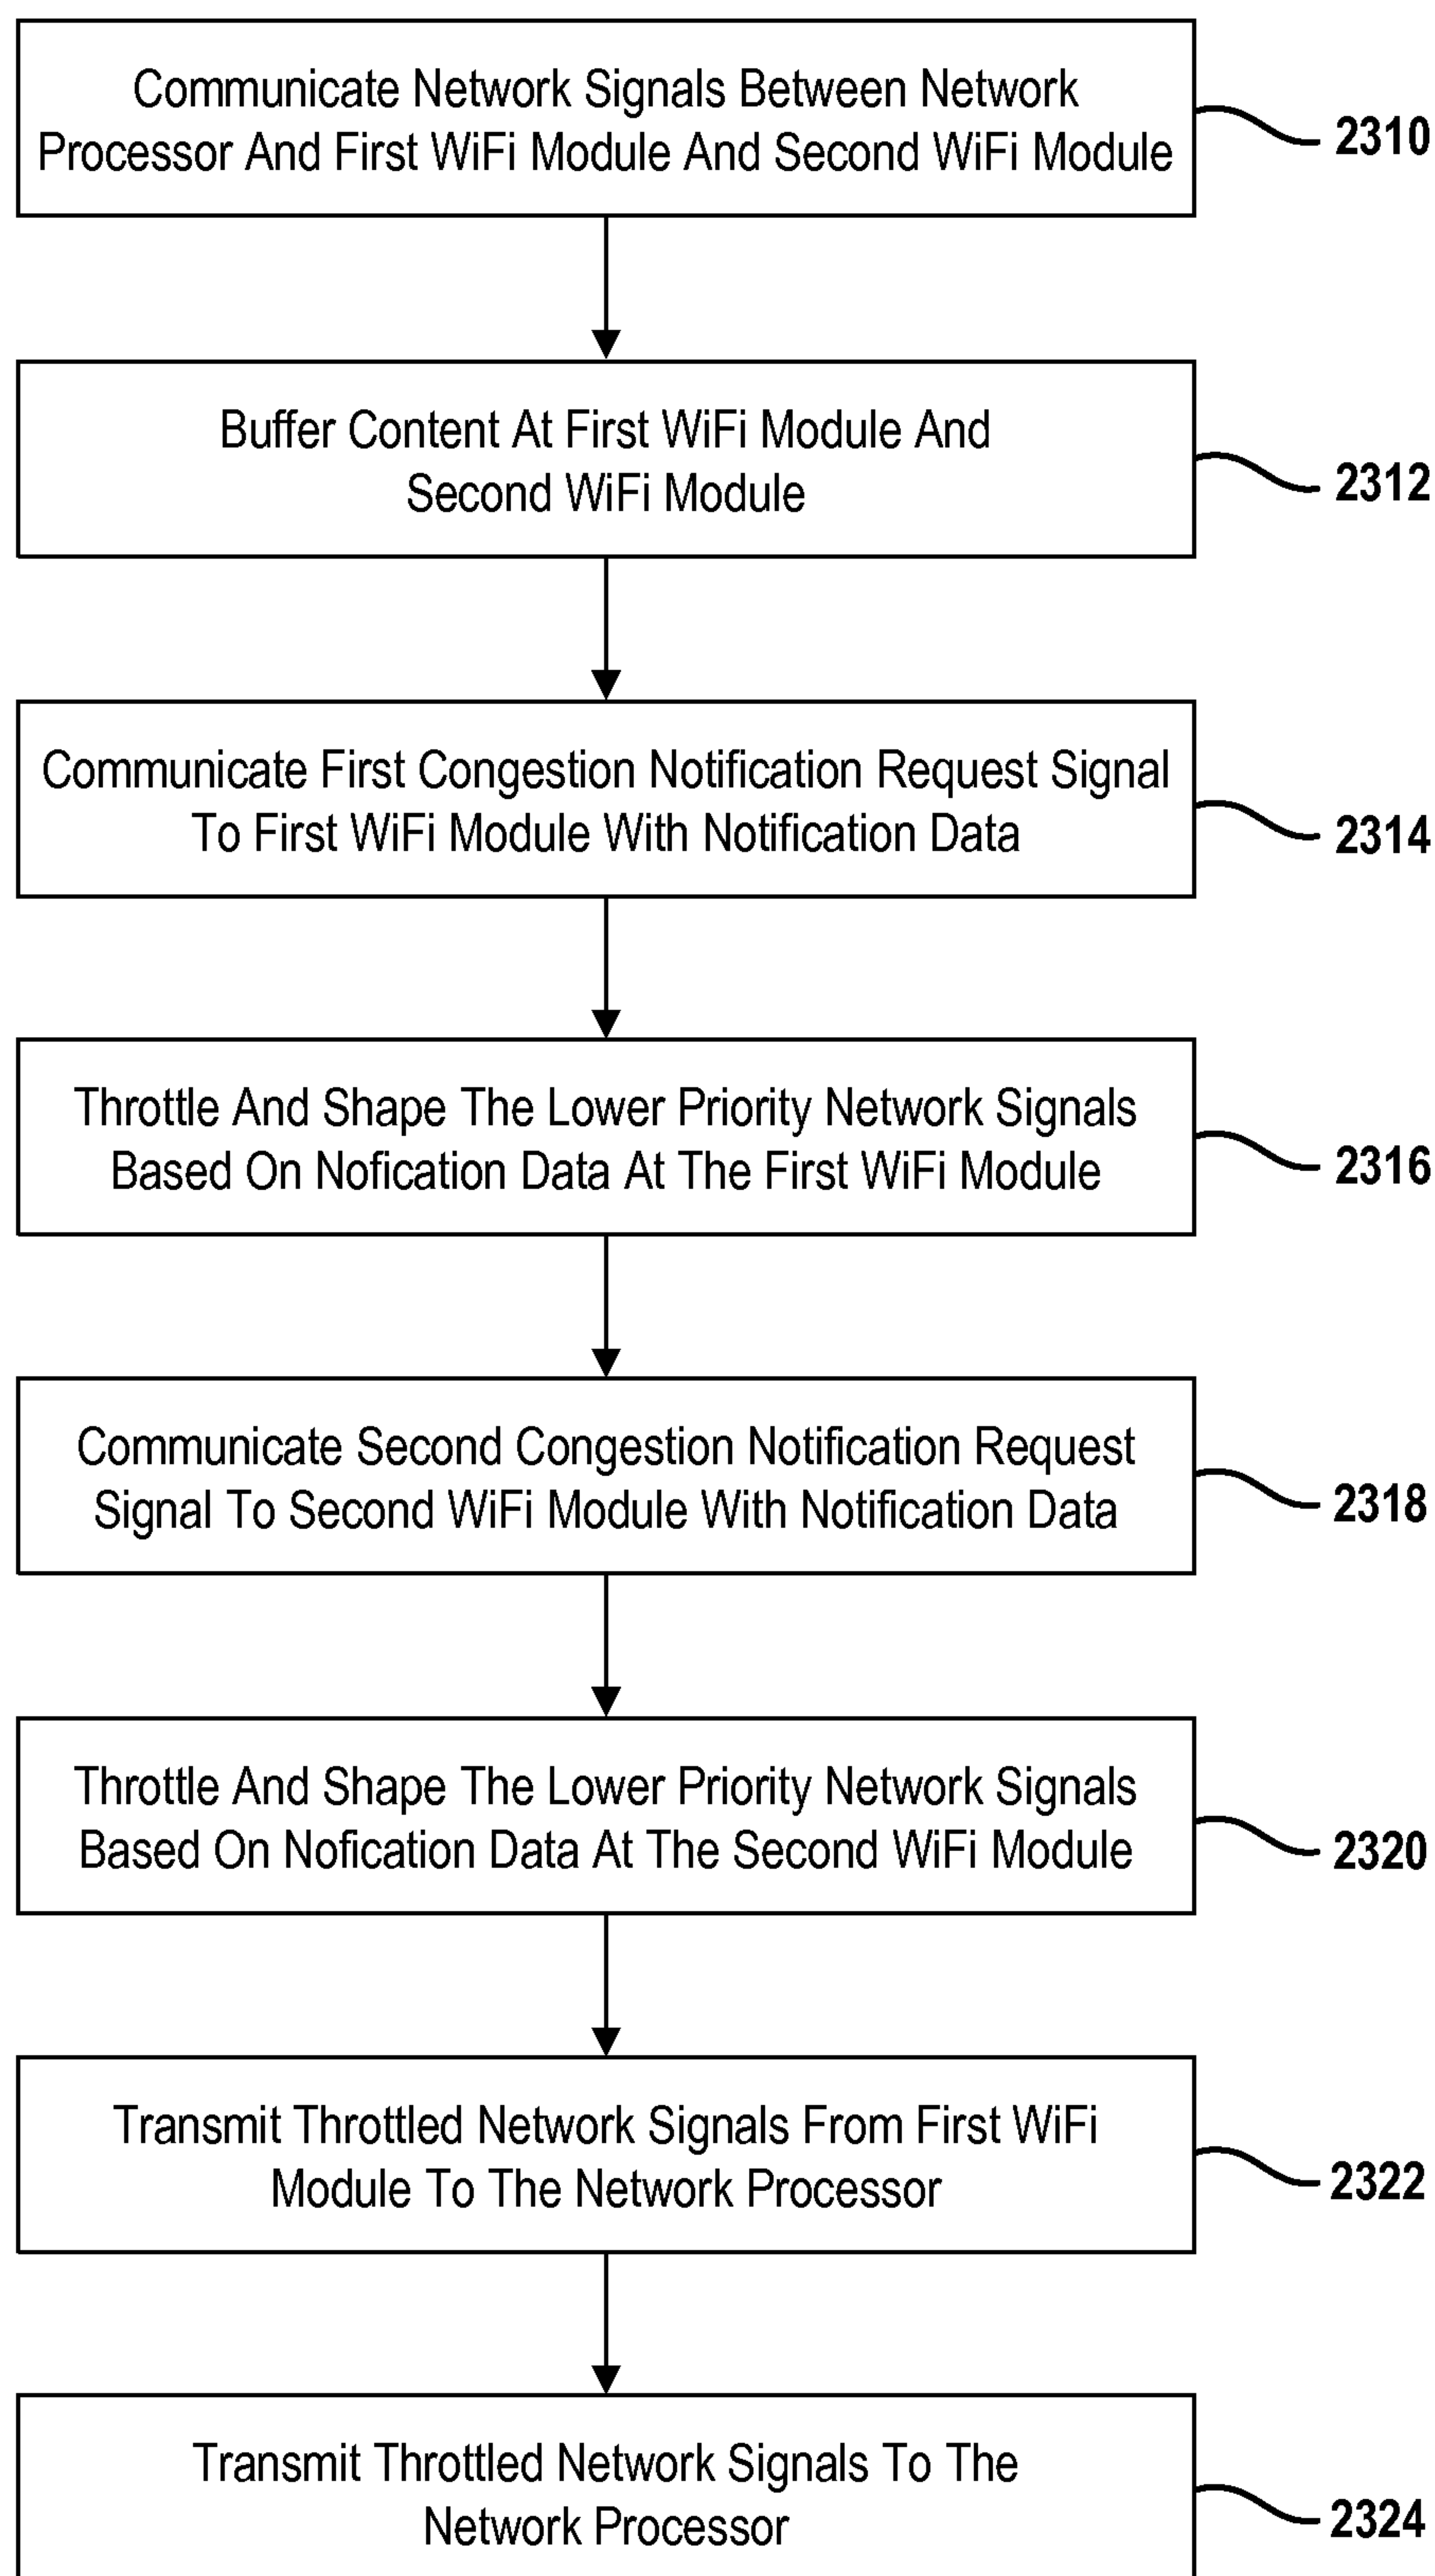 Communicate Network Signals Between Network
Processor And First WiFi Module And Second WiFi Module
2310
Buffer Content At First WiFi Module And
Second WiFi Module
2312
Communicate First Congestion Notification Request Signal
To First WiFi Module With Notification Data
2314
Throttle And Shape The Lower Priority Network Signals
Based On Nofication Data At The First WiFi Module
2316
Communicate Second Congestion Notification Request
Signal To Second WiFi Module With Notification Data
2318
Throttle And Shape The Lower Priority Network Signals
Based On Nofication Data At The Second WiFi Module
2320
Transmit Throttled Network Signals From First WiFi
Module To The Network Processor
2322
Transmit Throttled Network Signals To The
Network Processor
2324